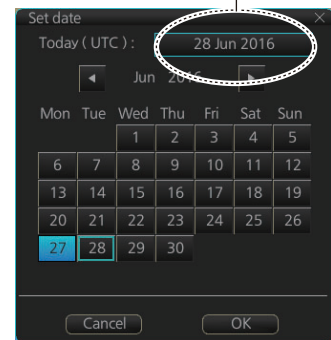 Set date
Today ( UTC ) : 28 Jun 2016
Jun 2016
Mon Tue Wed Thu Fri Sat Sun
1 2 3 4 5
6 7 8 9 10 11 12
13 14 15 16 17 18 19
20 21 22 23 24 25 26
27 28 29 30
Cancel OK